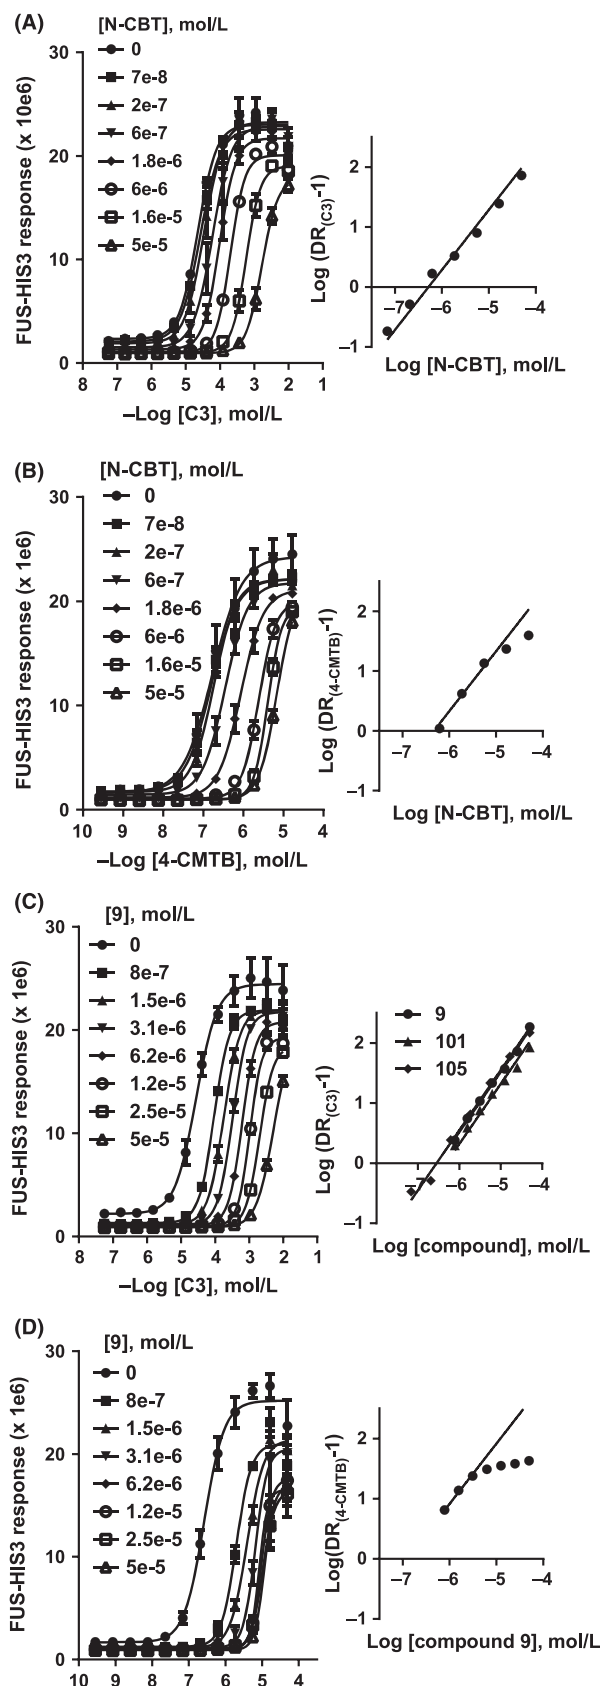 (A)
[N-CBT], mol/L
0
7e-8
2e-7
6e-7
1.8e-6
6e-6
1.6e-5
5e-5
FUS-HIS3 response (x 10e6)
30
20
10
0
8 7 6 5 4 3 2 1
–Log [C3], mol/L
Log (DR(C3)-1)
2
1
0
–1
–7 –6 –5 –4
Log [N-CBT], mol/L
(B)
[N-CBT], mol/L
0
7e-8
2e-7
6e-7
1.8e-6
6e-6
1.6e-5
5e-5
FUS-HIS3 response (x 1e6)
30
20
10
0
10 9 8 7 6 5 4
–Log [4-CMTB], mol/L
Log (DR(4-CMTB)-1)
2
1
0
–1
–7 –6 –5 –4
Log [N-CBT], mol/L
(C)
[9], mol/L
0
8e-7
1.5e-6
3.1e-6
6.2e-6
1.2e-5
2.5e-5
5e-5
FUS-HIS3 response (x 1e6)
30
20
10
0
8 7 6 5 4 3 2 1
–Log [C3], mol/L
9
101
105
Log (DR(C3)-1)
2
1
0
–1
–6 –5 –4
Log [compound], mol/L
(D)
[9], mol/L
0
8e-7
1.5e-6
3.1e-6
6.2e-6
1.2e-5
2.5e-5
5e-5
FUS-HIS3 response (x 1e6)
30
20
10
0
10 9 8 7 6 5 4
Log(DR(4-CMTB)-1)
2
1
0
–1
–7 –6 –5 –4
Log [compound 9], mol/L